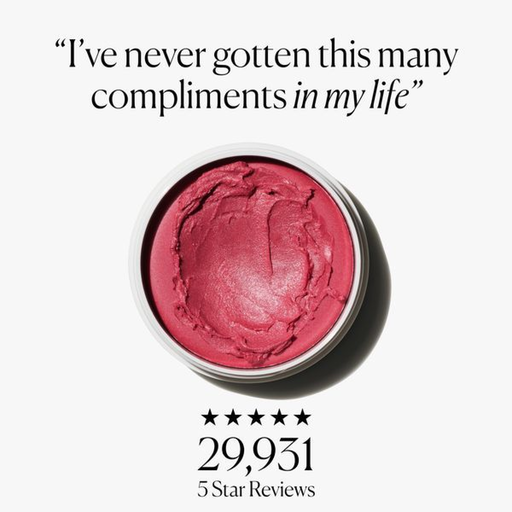 “I’ve never gotten this many
compliments in my life”
★★★★★
29,931
5 Star Reviews